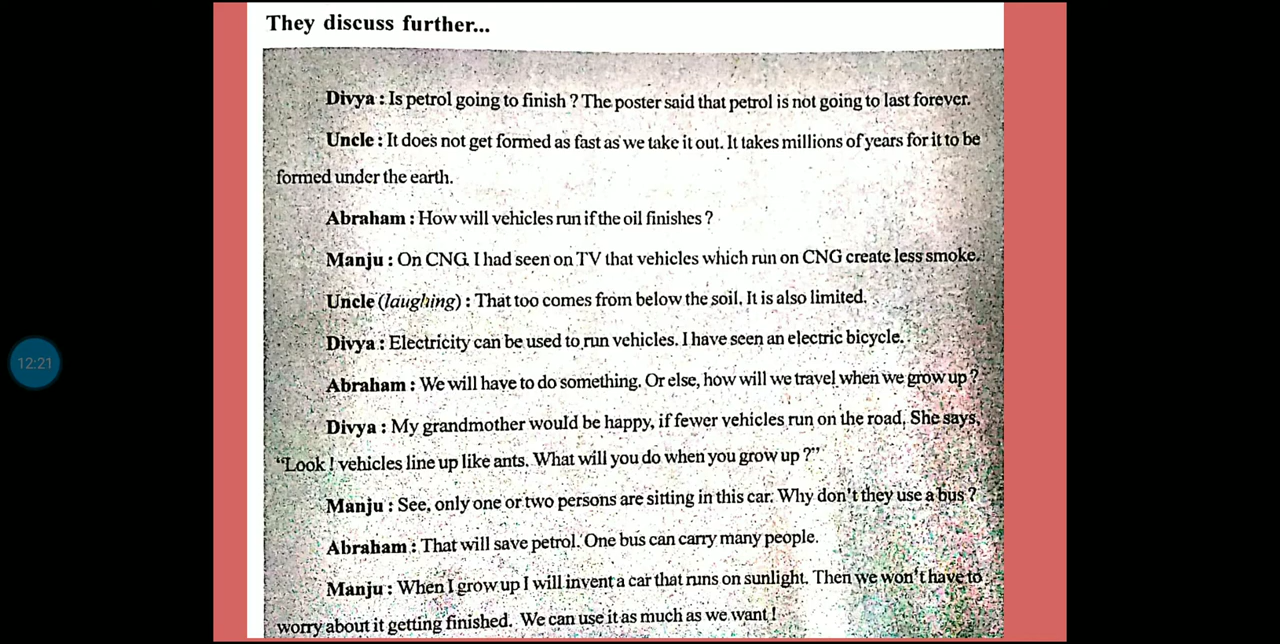 They discuss further...
Divya : Is petrol going to finish ? The poster said that petrol is not going to last forever.
Uncle : It does not get formed as fast as we take it out. It takes millions of years for it to be
formed under the earth.
Abraham : How will vehicles run if the oil finishes ?
Manju : On CNG. I had seen on TV that vehicles which run on CNG create less smoke.
Uncle (laughing) : That too comes from below the soil. It is also limited.
Divya : Electricity can be used to run vehicles. I have seen an electric bicycle.
12:21
Abraham : We will have to do something. Or else, how will we travel when we grow up ?
Divya : My grandmother would be happy, if fewer vehicles run on the road. She says,
“Look ! vehicles line up like ants. What will you do when you grow up ?”
Manju : See, only one or two persons are sitting in this car. Why don't they use a bus ?
Abraham : That will save petrol. One bus can carry many people.
Manju : When I grow up I will invent a car that runs on sunlight. Then we won't have to
worry about it getting finished. We can use it as much as we want !